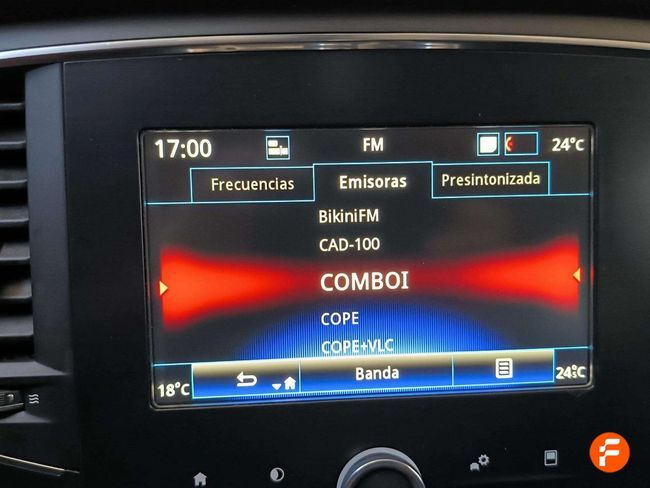 17:00 FM 24°C
Frecuencias Emisoras Presintonizada
BikiniFM
CAD-100
COMBOI
COPE
COPE+VLC
18°C Banda 24°C